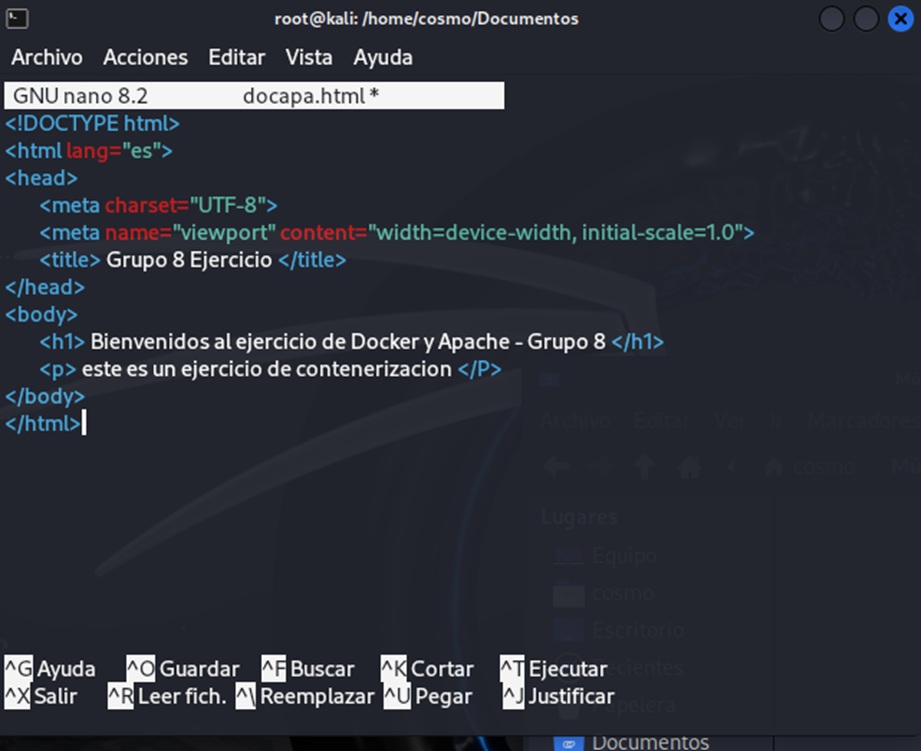 root@kali: /home/cosmo/Documentos
Archivo Acciones Editar Vista Ayuda
GNU nano 8.2 docapa.html *
<!DOCTYPE html>
<html lang="es">
<head>
<meta charset="UTF-8">
<meta name="viewport" content="width=device-width, initial-scale=1.0">
<title> Grupo 8 Ejercicio </title>
</head>
<body>
<h1> Bienvenidos al ejercicio de Docker y Apache - Grupo 8 </h1>
<p> este es un ejercicio de contenerizacion </P>
</body>
</html>
Archivo Editar Ver Ir Marcadores
cosmo
Lugares
Equipo
cosmo
Escritorio
^G Ayuda ^O Guardar ^F Buscar ^K Cortar ^T Ejecutar
^X Salir ^R Leer fich. ^\ Reemplazar ^U Pegar ^J Justificar
Documentos